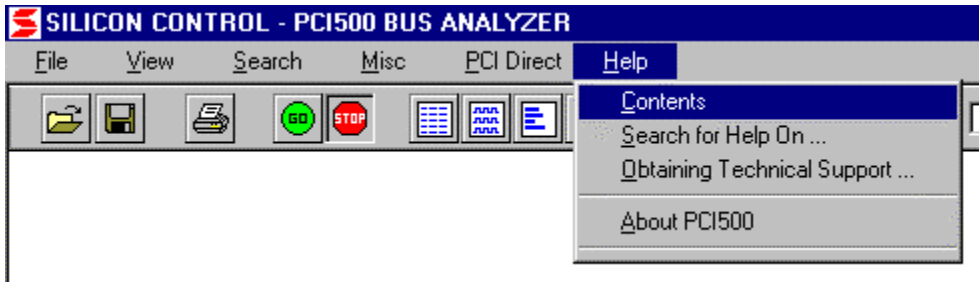 SILICON CONTROL - PCI500 BUS ANALYZER
File View Search Misc PCI Direct Help
GO STOP
Contents
Search for Help On ...
Obtaining Technical Support ...
About PCI500